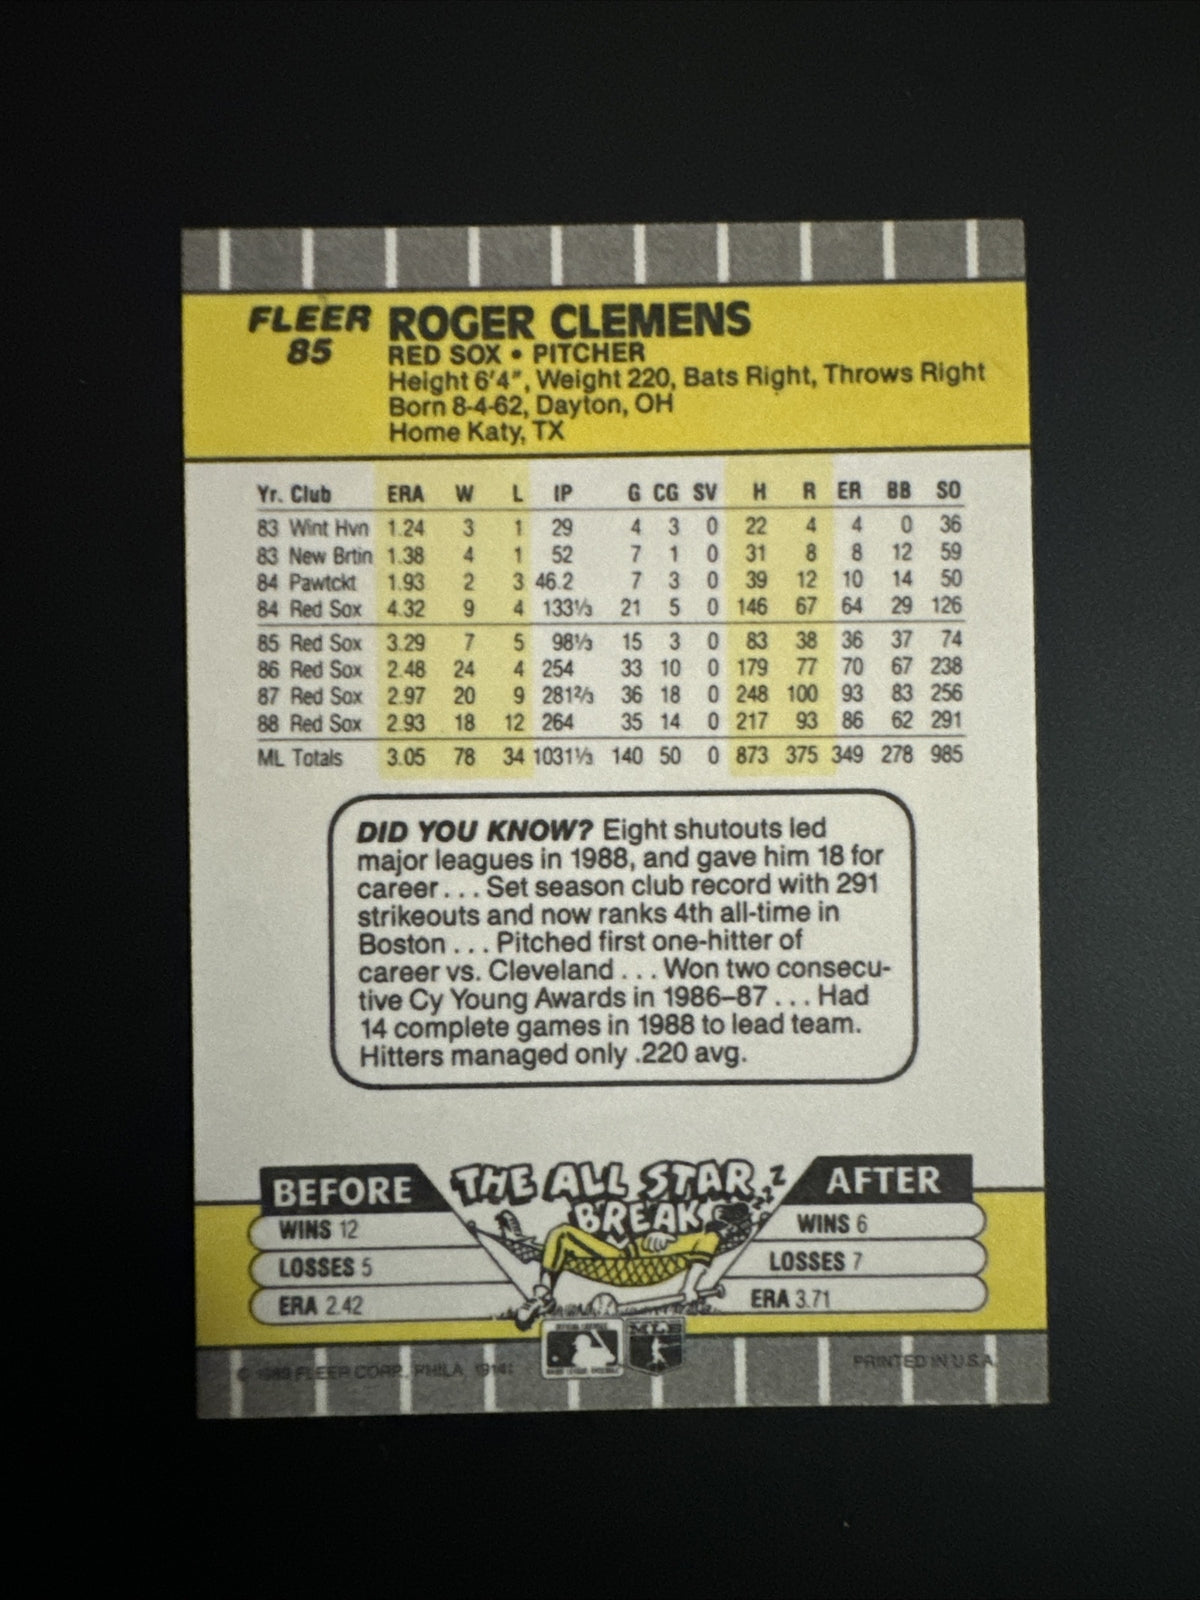 FLEER
85
ROGER CLEMENS
RED SOX • PITCHER
Height 6'4", Weight 220, Bats Right, Throws Right
Born 8-4-62, Dayton, OH
Home Katy, TX
Yr. Club ERA W L IP G CG SV H R ER BB SO
83 Wint Hvn 1.24 3 1 29 4 3 0 22 4 4 0 36
83 New Brtin 1.38 4 1 52 7 1 0 31 8 8 12 59
84 Pawtckt 1.93 2 3 46.2 7 3 0 39 12 10 14 50
84 Red Sox 4.32 9 4 133⅓ 21 5 0 146 67 64 29 126
85 Red Sox 3.29 7 5 98⅓ 15 3 0 83 38 36 37 74
86 Red Sox 2.48 24 4 254 33 10 0 179 77 70 67 238
87 Red Sox 2.97 20 9 281⅔ 36 18 0 248 100 93 83 256
88 Red Sox 2.93 18 12 264 35 14 0 217 93 86 62 291
ML Totals 3.05 78 34 1031⅓ 140 50 0 873 375 349 278 985
DID YOU KNOW? Eight shutouts led
major leagues in 1988, and gave him 18 for
career . . . Set season club record with 291
strikeouts and now ranks 4th all-time in
Boston . . . Pitched first one-hitter of
career vs. Cleveland . . . Won two consecu-
tive Cy Young Awards in 1986–87 . . . Had
14 complete games in 1988 to lead team.
Hitters managed only .220 avg.
BEFORE
WINS 12
LOSSES 5
ERA 2.42
THE ALL STAR
BREAK
Z Z Z Z
AFTER
WINS 6
LOSSES 7
ERA 3.71
MLB
© 1989 FLEER CORP., PHILA. 19141
PRINTED IN U.S.A.